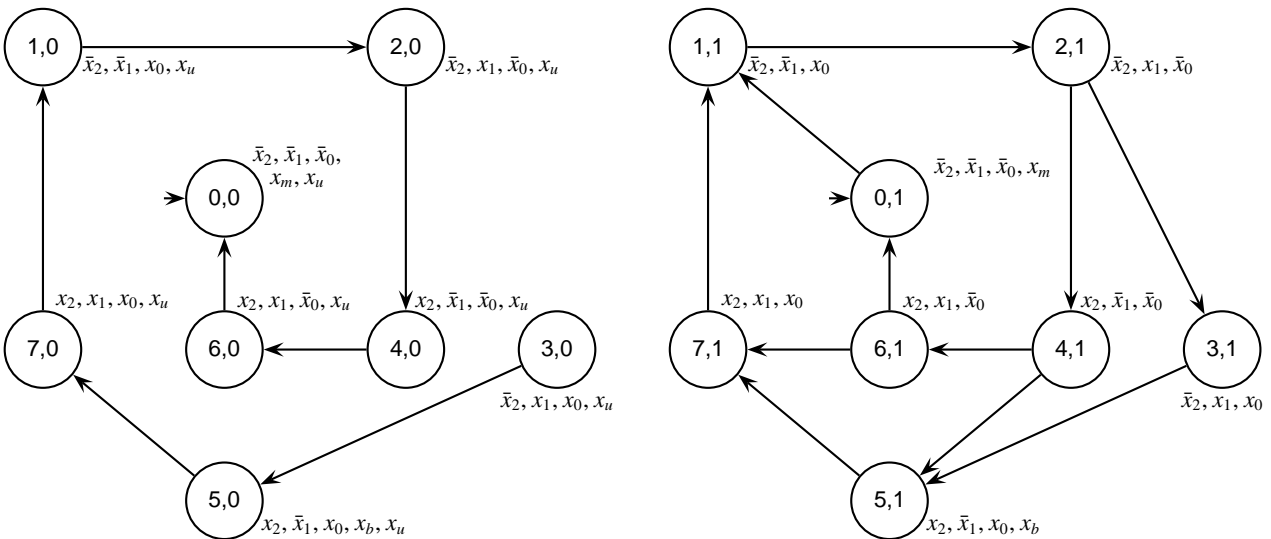 1,0
2,0
x̄₂, x̄₁, x₀, xᵤ
x̄₂, x₁, x̄₀, xᵤ
x̄₂, x̄₁, x̄₀,
xₘ, xᵤ
0,0
x₂, x₁, x₀, xᵤ
x₂, x₁, x̄₀, xᵤ
x₂, x̄₁, x̄₀, xᵤ
7,0
6,0
4,0
3,0
x̄₂, x₁, x₀, xᵤ
5,0
x₂, x̄₁, x₀, x_b, xᵤ
1,1
2,1
x̄₂, x̄₁, x₀
x̄₂, x₁, x̄₀
x̄₂, x̄₁, x̄₀, xₘ
0,1
x₂, x₁, x₀
x₂, x₁, x̄₀
x₂, x̄₁, x̄₀
7,1
6,1
4,1
3,1
x̄₂, x₁, x₀
5,1
x₂, x̄₁, x₀, x_b